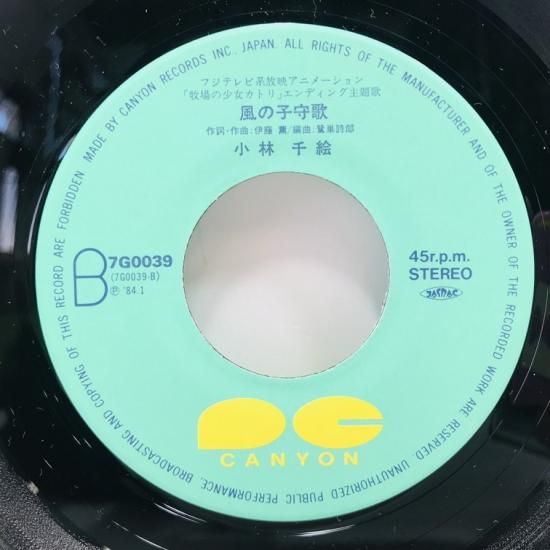 MADE BY CANYON RECORDS INC., JAPAN. ALL RIGHTS OF THE MANUFACTURER AND OF THE OWNER OF THE RECORDED WORK ARE RESERVED. UNAUTHORIZED PUBLIC PERFORMANCE, BROADCASTING AND COPYING OF THIS RECORD ARE FORBIDDEN
フジテレビ系放映アニメーション
「牧場の少女カトリ」エンディング主題歌
風の子守歌
作詞・作曲:伊藤 薫/編曲:鷺巣詩郎
小林 千絵
B
7G0039
(7G0039-B)
Ⓟ '84.1
45r.p.m.
STEREO
JASRAC
PC
CANYON